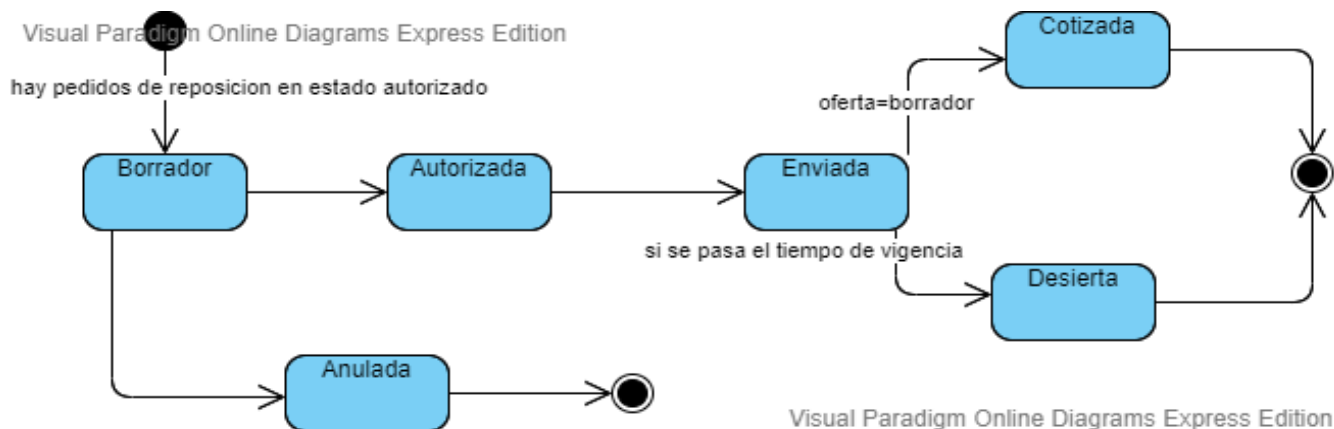 Visual Paradigm Online Diagrams Express Edition
hay pedidos de reposicion en estado autorizado
Borrador
Autorizada
Enviada
oferta=borrador
Cotizada
si se pasa el tiempo de vigencia
Desierta
Anulada
Visual Paradigm Online Diagrams Express Edition